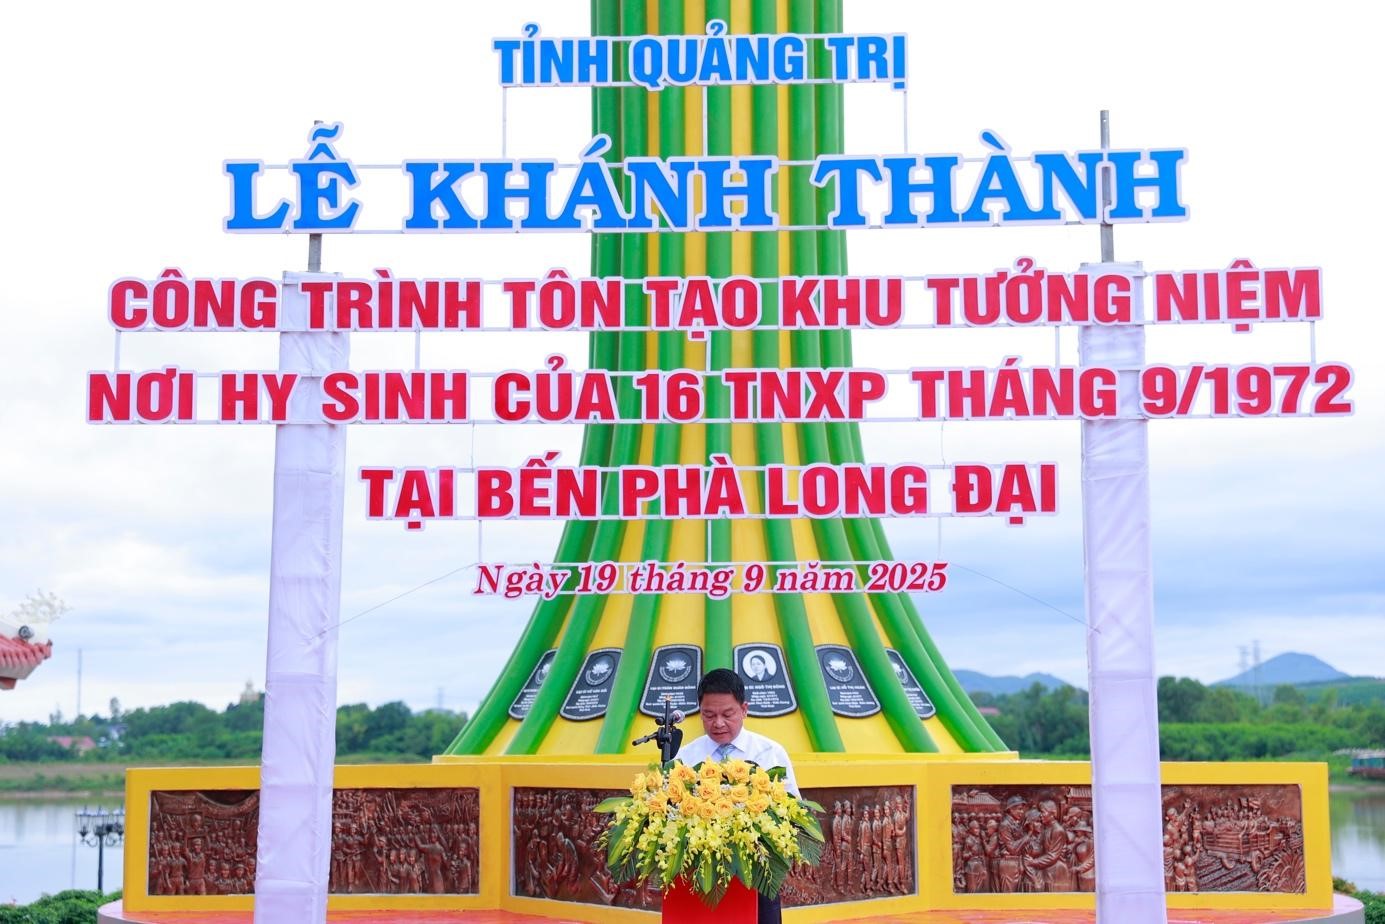 TỈNH QUẢNG TRỊ
LỄ KHÁNH THÀNH
CÔNG TRÌNH TÔN TẠO KHU TƯỞNG NIỆM
NƠI HY SINH CỦA 16 TNXP THÁNG 9/1972
TẠI BẾN PHÀ LONG ĐẠI
Ngày 19 tháng 9 năm 2025